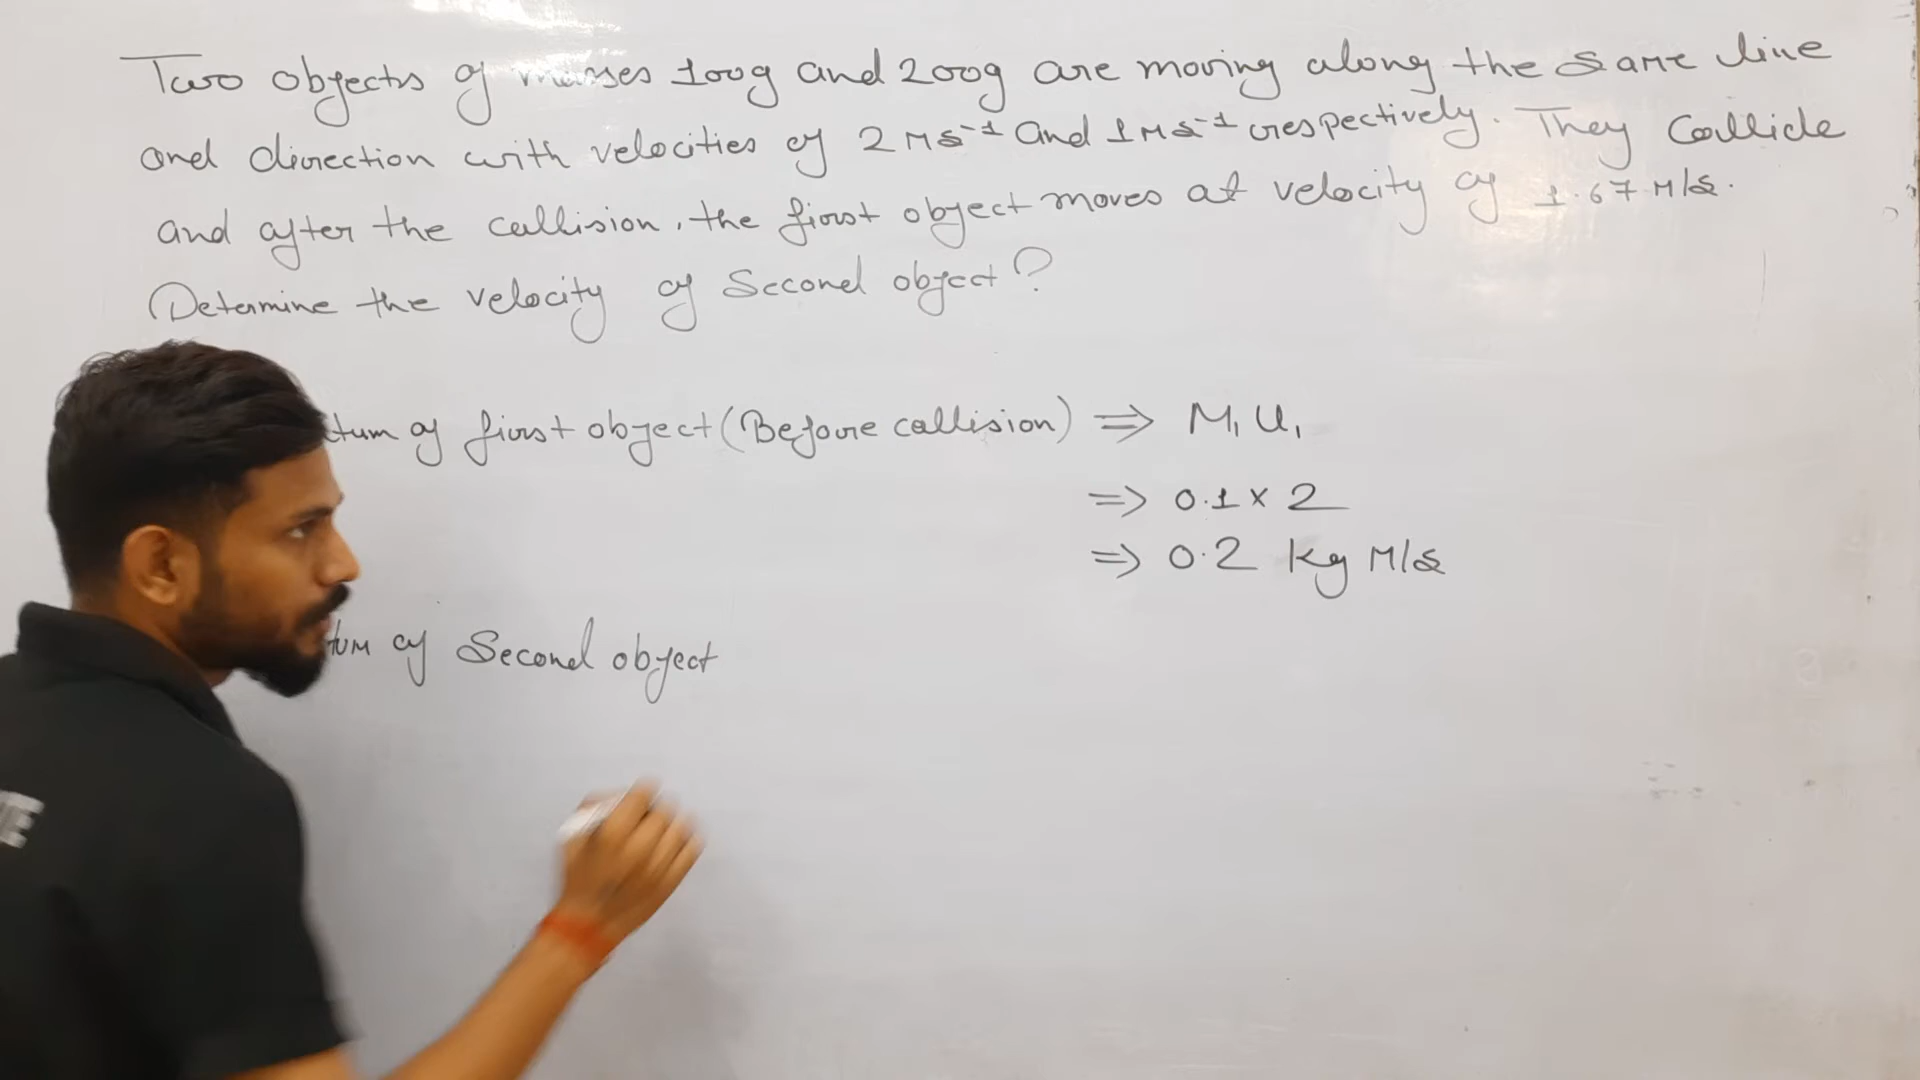 Two objects of masses 100g and 200g are moving along the same line
and direction with velocities of 2 ms⁻¹ and 1 ms⁻¹ respectively. They Collide
and after the collision, the first object moves at velocity of 1.67 m/s.
Determine the velocity of Second object?
tum of first object (Before collision) ⇒ M₁ U₁
⇒ 0.1 × 2
⇒ 0.2 kg m/s
tum of Second object
E